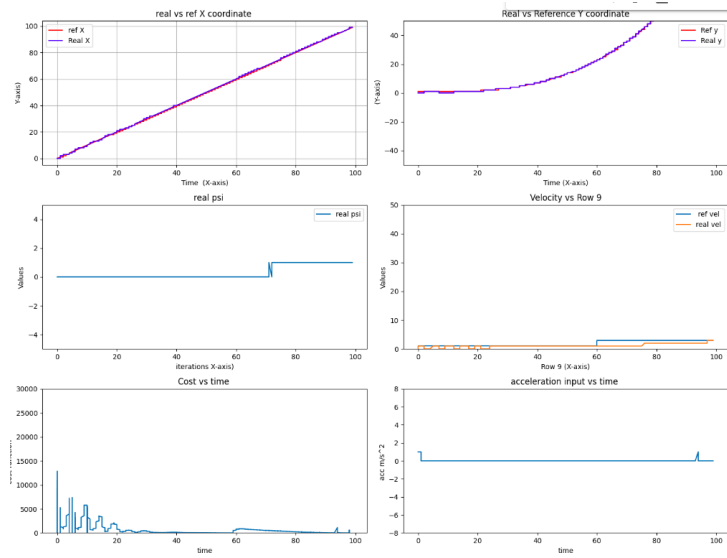 real vs ref X coordinate
ref X
Real X
Y-axis)
100
80
60
40
20
0
0 20 40 60 80 100
Time (X-axis)
Real vs Reference Y coordinate
Ref y
Real y
(Y-axis)
40
20
0
−20
−40
0 20 40 60 80 100
Time (X-axis)
real psi
real psi
Values
4
2
0
−2
−4
0 20 40 60 80 100
iterations X-axis)
Velocity vs Row 9
ref vel
real vel
Values
50
40
30
20
10
0
0 20 40 60 80 100
Row 9 (X-axis)
Cost vs time
30000
25000
20000
15000
10000
5000
0
0 20 40 60 80 100
time
acceleration input vs time
acc m/s^2
8
6
4
2
0
−2
−4
−6
−8
0 20 40 60 80 100
time